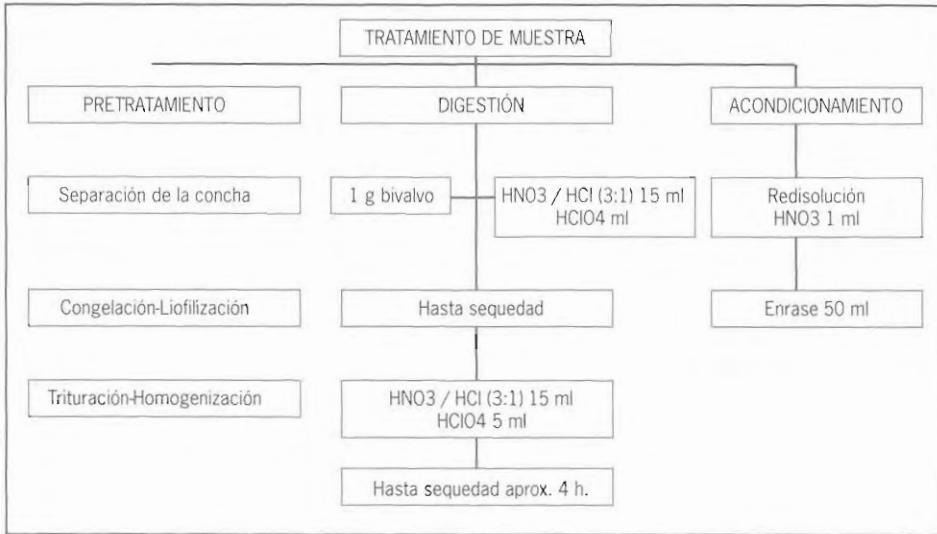 TRATAMIENTO DE MUESTRA
PRETRATAMIENTO
DIGESTIÓN
ACONDICIONAMIENTO
Separación de la concha
1 g bivalvo
HNO3 / HCl (3:1) 15 ml
HClO4 ml
Redisolución
HNO3 1 ml
Congelación-Liofilización
Hasta sequedad
Enrase 50 ml
Trituración-Homogenización
HNO3 / HCl (3:1) 15 ml
HClO4 5 ml
Hasta sequedad aprox. 4 h.